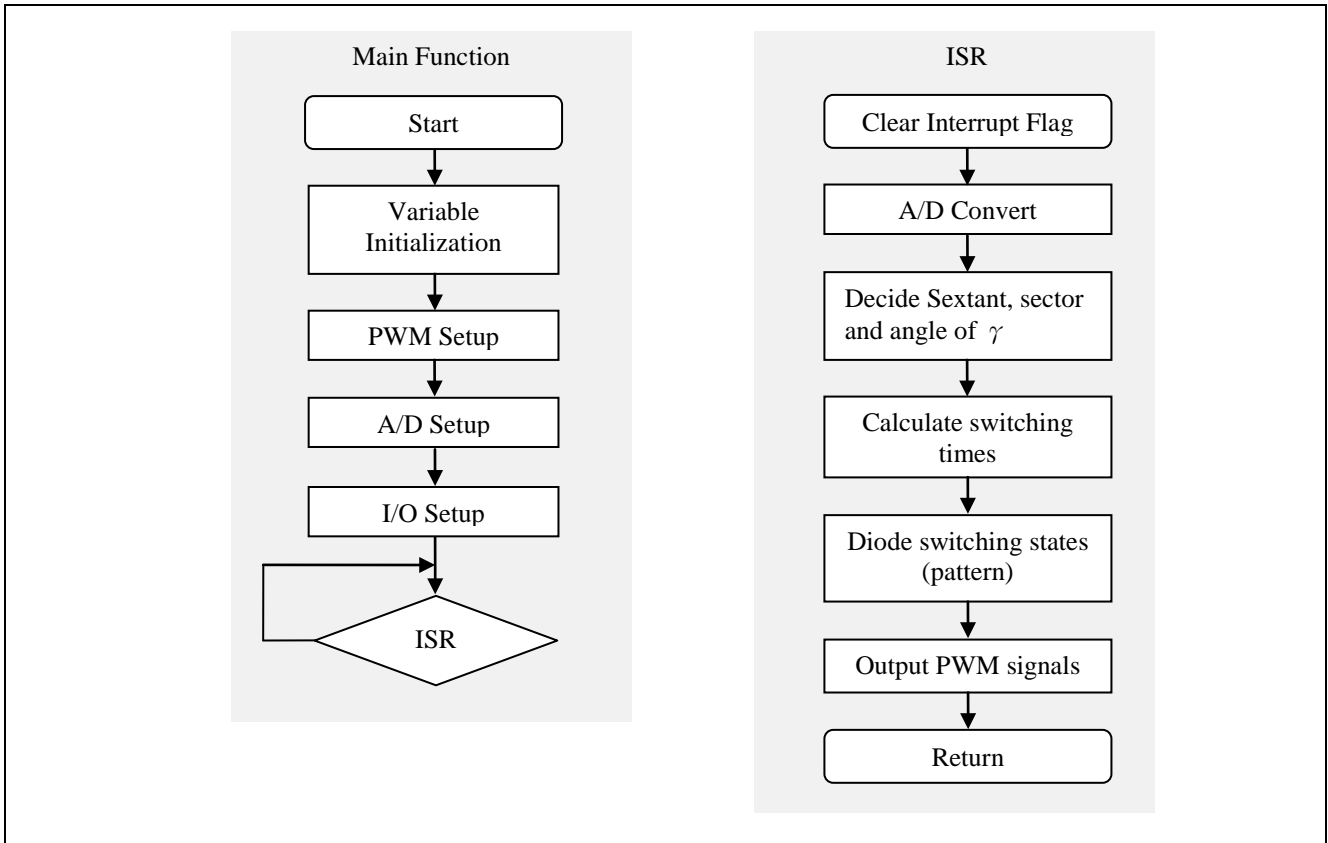 Main Function
Start
Variable
Initialization
PWM Setup
A/D Setup
I/O Setup
ISR
ISR
Clear Interrupt Flag
A/D Convert
Decide Sextant, sector
and angle of γ
Calculate switching
times
Diode switching states
(pattern)
Output PWM signals
Return